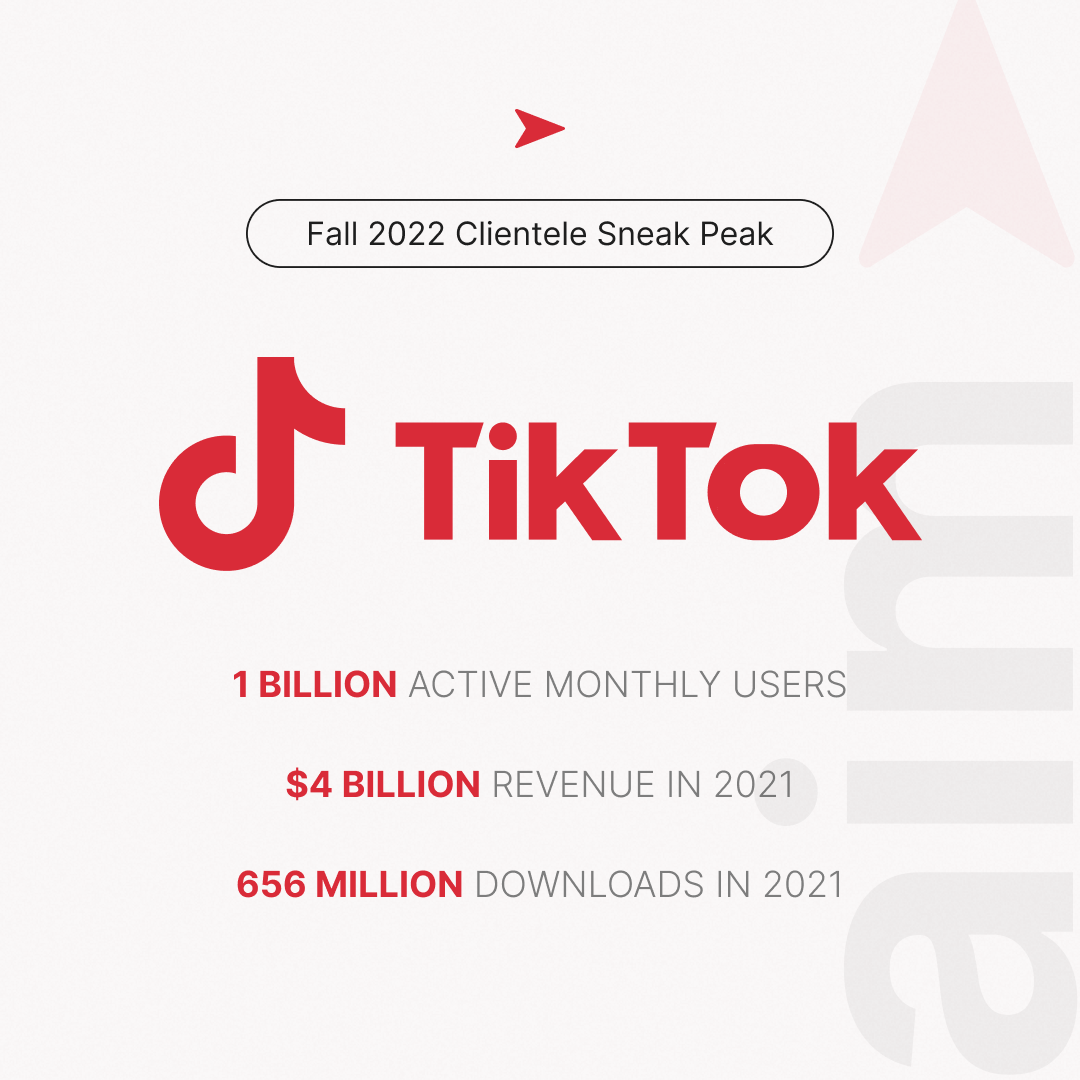 Fall 2022 Clientele Sneak Peak
TikTok
1 BILLION ACTIVE MONTHLY USERS
$4 BILLION REVENUE IN 2021
656 MILLION DOWNLOADS IN 2021
aim